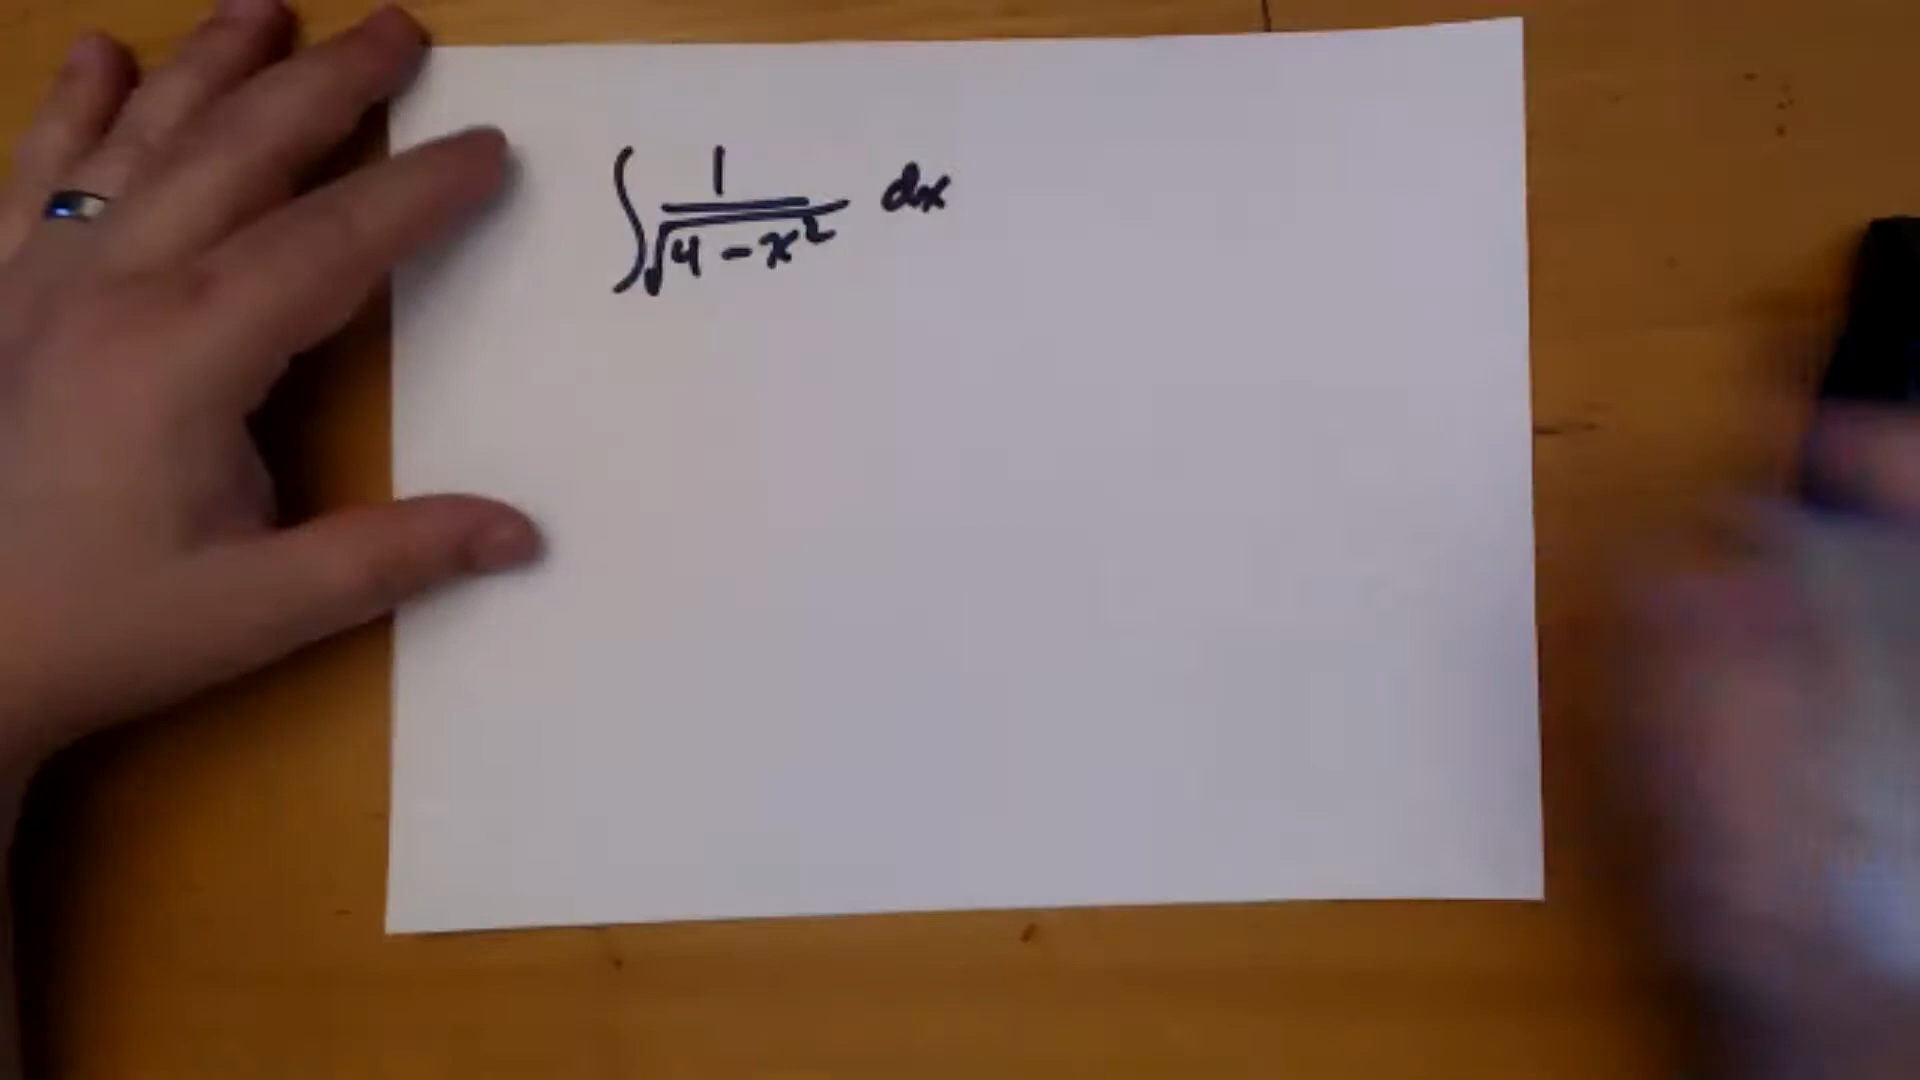 ∫ 1/√(4 - x²) dx